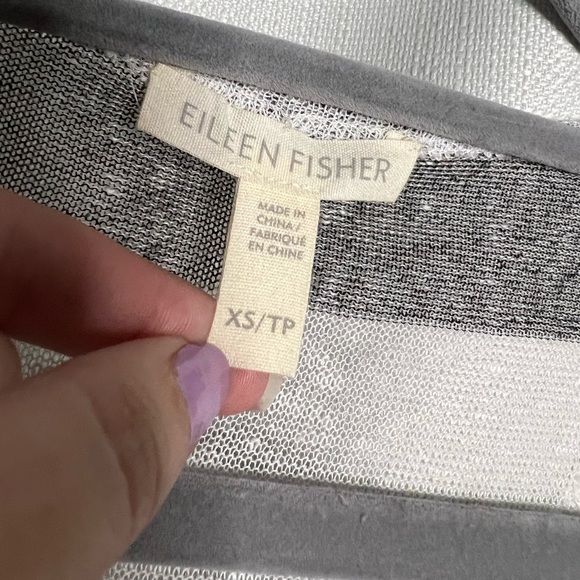 EILEEN FISHER
MADE IN
CHINA/
FABRIQUÉ
EN CHINE
XS/TP